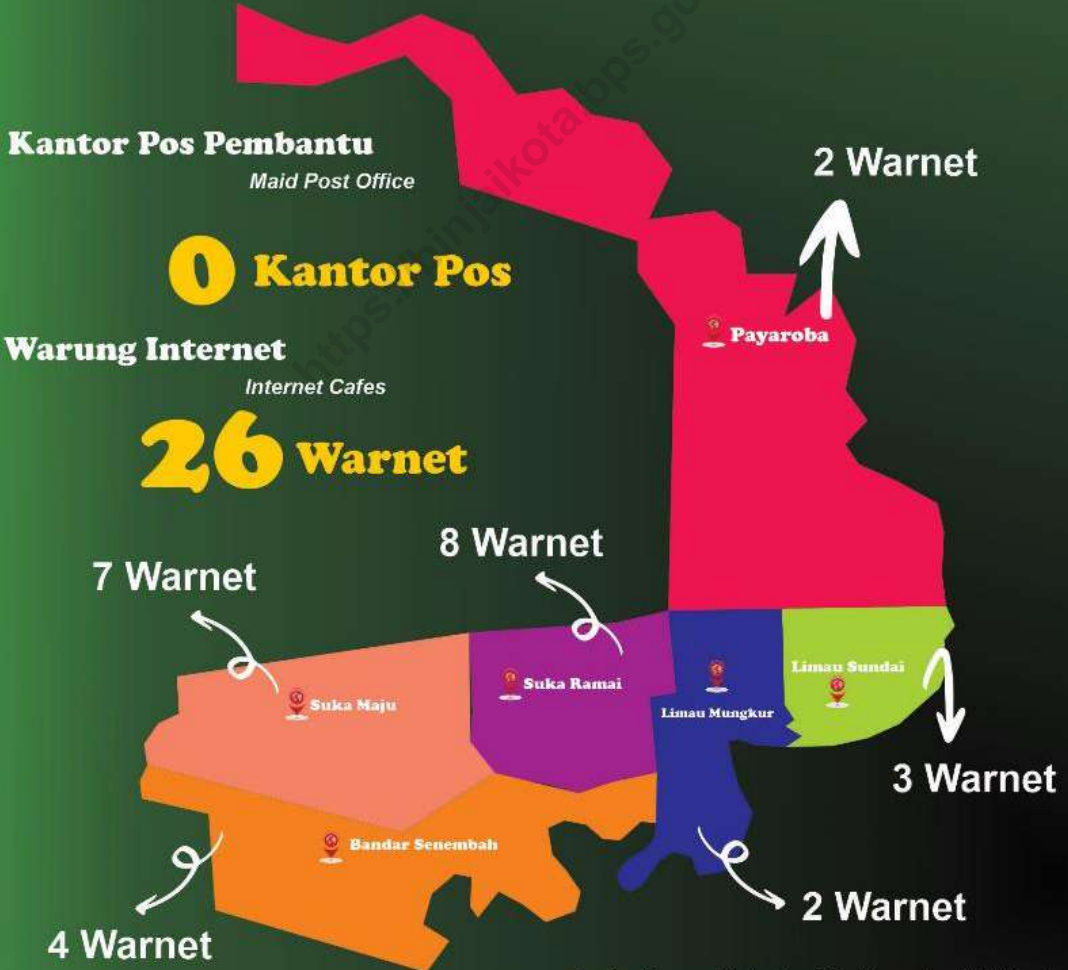 Kantor Pos Pembantu
Maid Post Office
0 Kantor Pos
Warung Internet
Internet Cafes
26 Warnet
2 Warnet
Payaroba
8 Warnet
7 Warnet
Suka Maju
Suka Ramai
Limau Mungkur
Limau Sundai
3 Warnet
Bandar Senembah
2 Warnet
4 Warnet